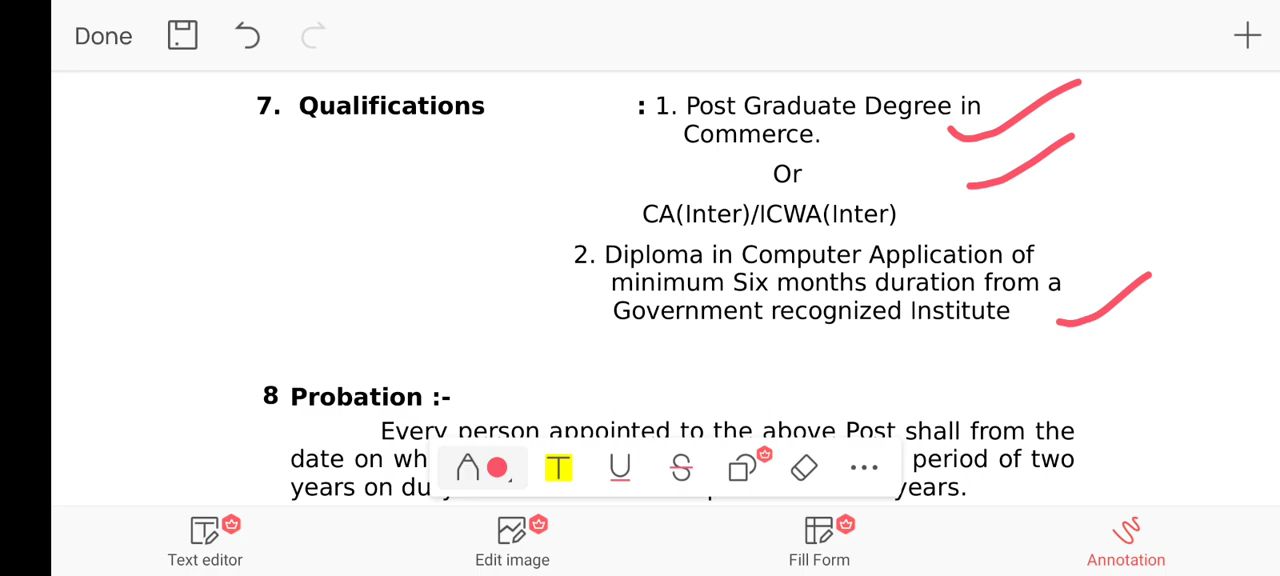 Done
7. Qualifications : 1. Post Graduate Degree in
Commerce.
Or
CA(Inter)/ICWA(Inter)
2. Diploma in Computer Application of
minimum Six months duration from a
Government recognized Institute
8 Probation :-
Every person appointed to the above Post shall from the
date on period of two
years on years.
T U S
Text editor
Edit image
Fill Form
Annotation